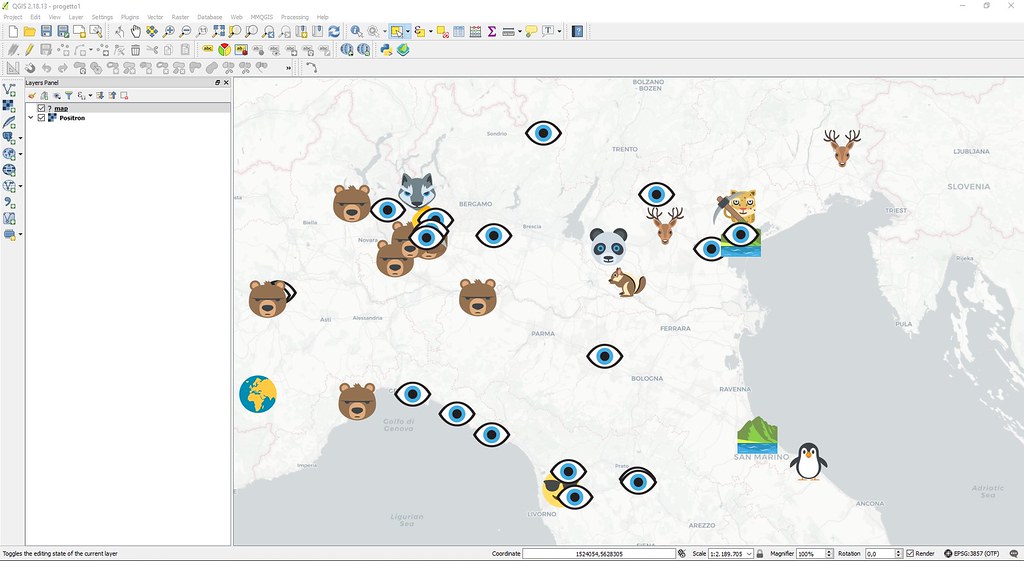 QGIS 2.18.13 - progetto1
Project Edit View Layer Settings Plugins Vector Raster Database Web MMQGIS Processing Help
Layers Panel
? map
Positron
BOLZANO
- BOZEN
Sondrio
TRENTO
LJUBLJANA
SLOVENIA
BERGAMO
Biella
TRIEST
Brescia
Novara
Rijeka
Asti
Alessandria
PARMA
FERRARA
PULA
BOLOGNA
RAVENNA
Golfo di
Genova
SAN MARINO
Imperia
Prato
LIVORNO
Ligurian
Sea
AREZZO
ANCONA
Adriatic
Sea
SIENA
Toggles the editing state of the current layer
Coordinate 1524054,5628305 Scale 1:2.189.705 Magnifier 100% Rotation 0,0 Render EPSG:3857 (OTF)